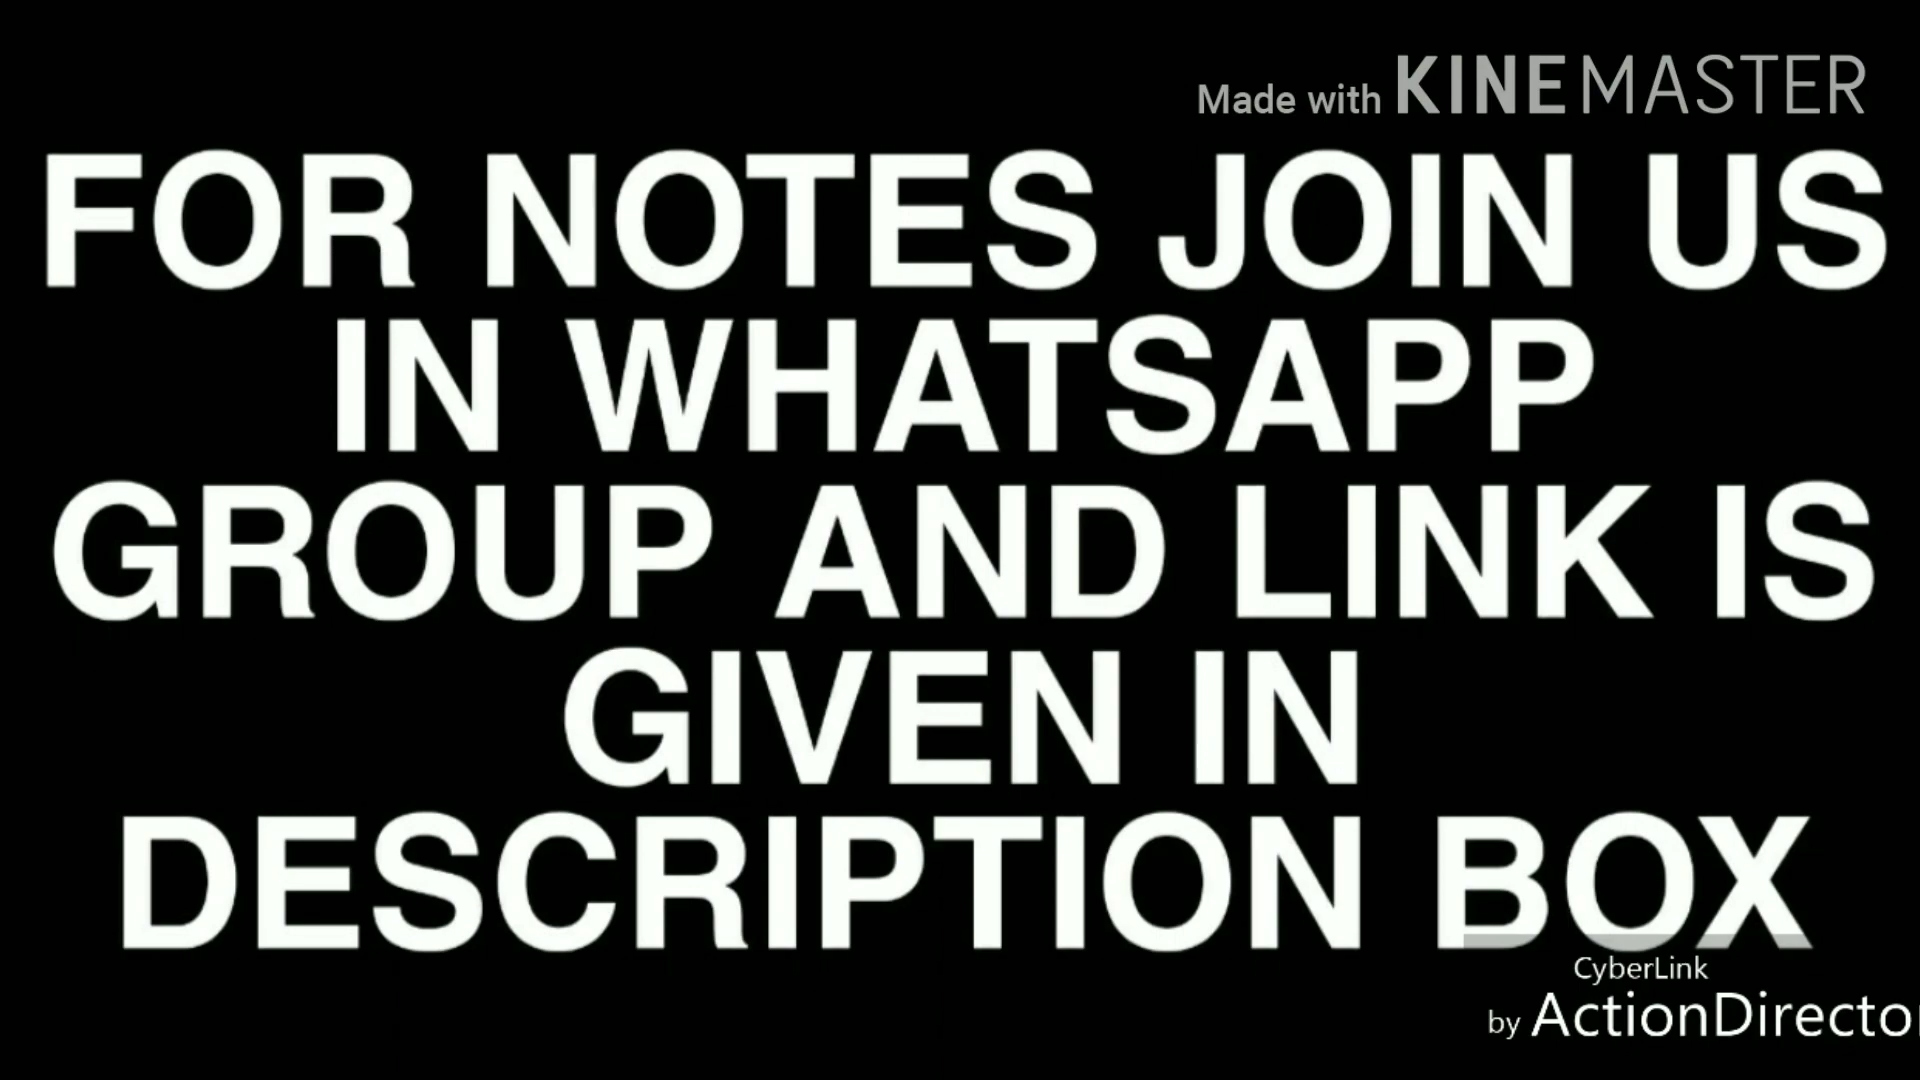 Made with KINEMASTER
FOR NOTES JOIN US
IN WHATSAPP
GROUP AND LINK IS
GIVEN IN
DESCRIPTION BOX
CyberLink
by ActionDirector